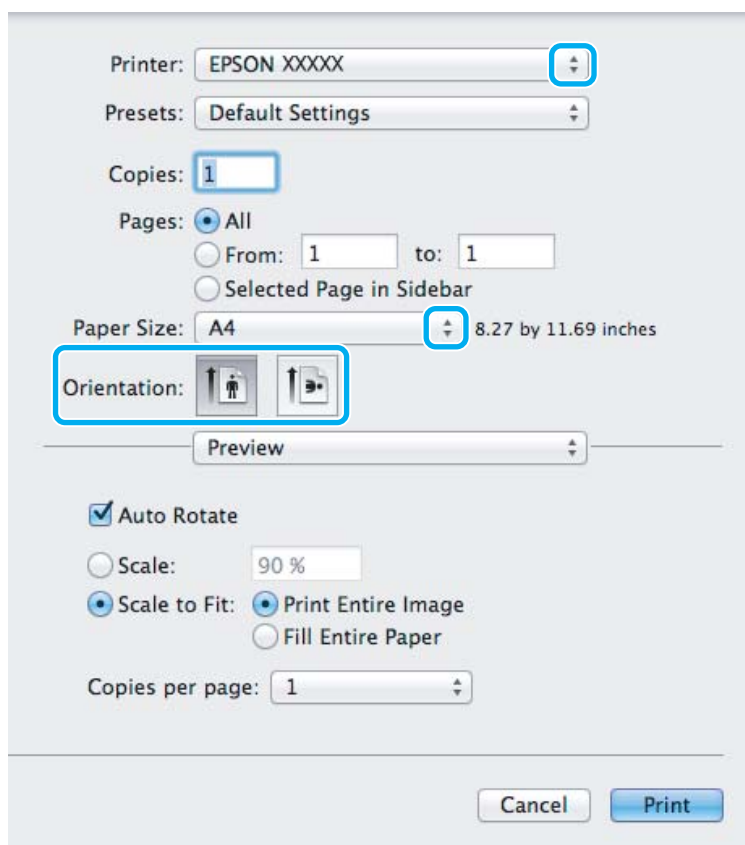 Printer: EPSON XXXXX
Presets: Default Settings
Copies: 1
Pages: All
From: 1 to: 1
Selected Page in Sidebar
Paper Size: A4 8.27 by 11.69 inches
Orientation:
Preview
Auto Rotate
Scale: 90 %
Scale to Fit: Print Entire Image
Fill Entire Paper
Copies per page: 1
Cancel Print